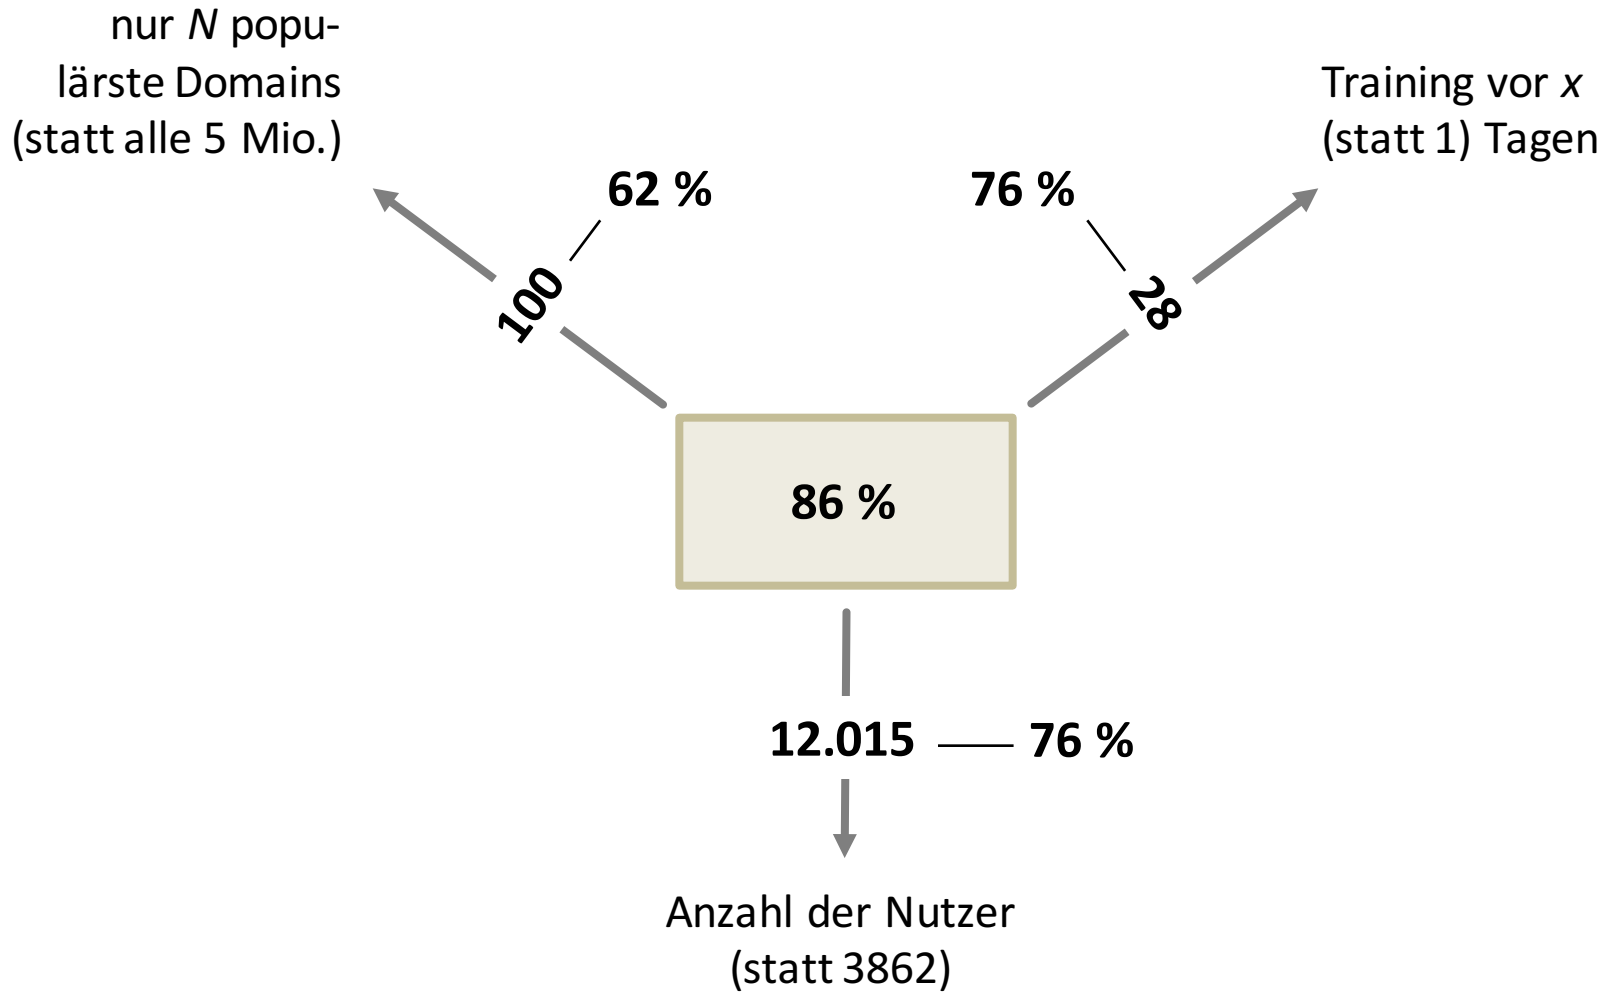 nur N popu-
lärste Domains
(statt alle 5 Mio.)
Training vor x
(statt 1) Tagen
62 %
76 %
100
28
86 %
12.015
76 %
Anzahl der Nutzer
(statt 3862)